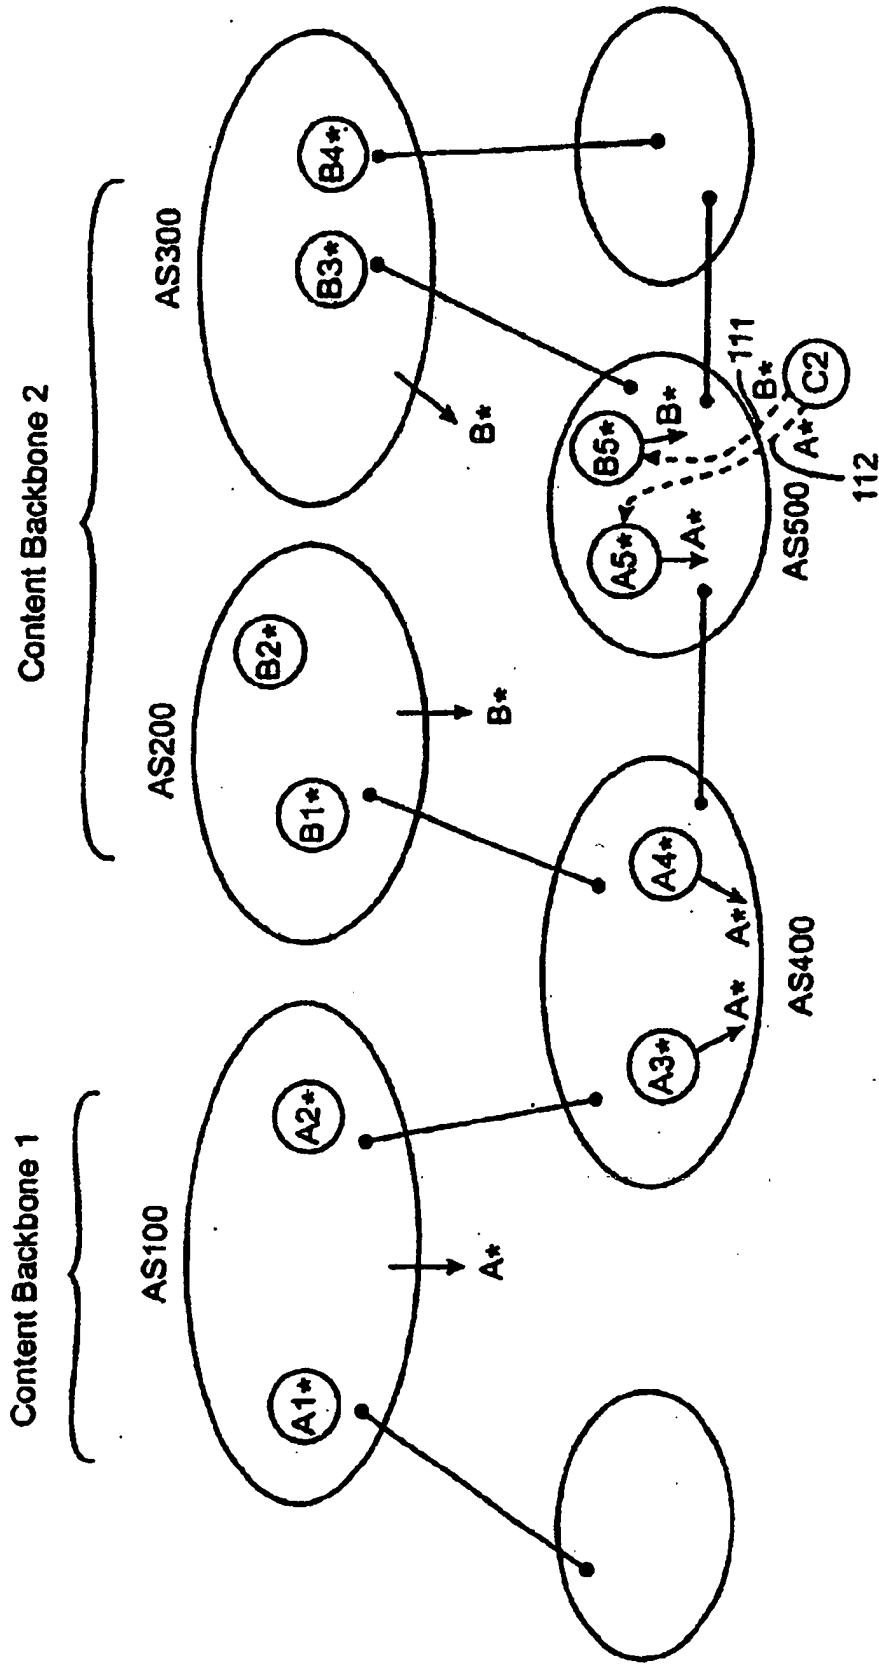 Content Backbone 1
Content Backbone 2
AS100
AS200
AS300
A1*
A2*
B1*
B2*
B3*
B4*
A*
B*
B*
A3*
A*
A4*
A*
AS400
A5*
A*
B5*
B*
AS500
A*
B*
111
112
C2